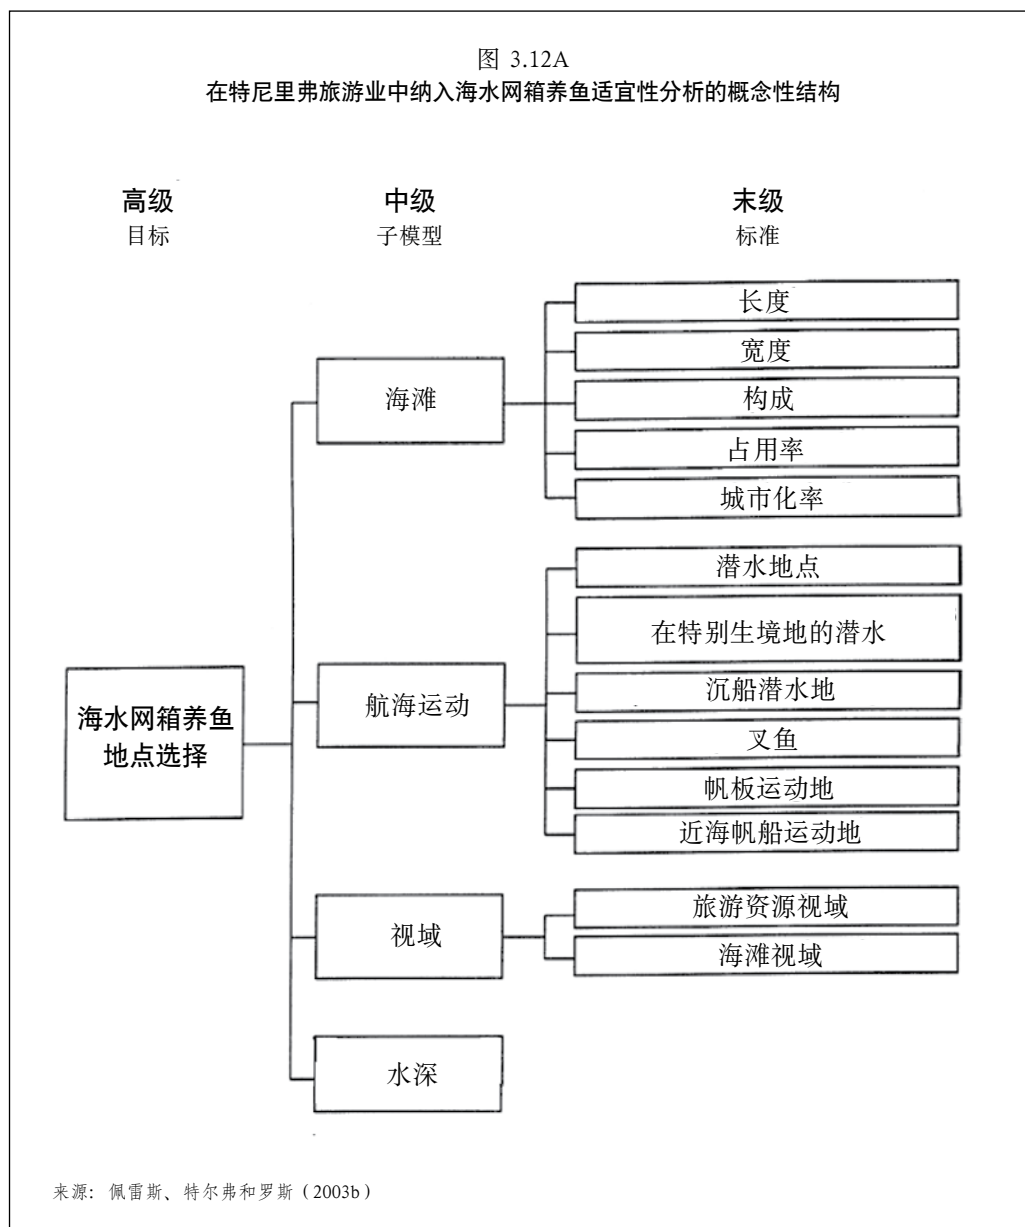 图 3.12A
在特尼里弗旅游业中纳入海水网箱养鱼适宜性分析的概念性结构
高级
目标
中级
子模型
末级
标准
海水网箱养鱼
地点选择
海滩
长度
宽度
构成
占用率
城市化率
航海运动
潜水地点
在特别生境地的潜水
沉船潜水地
叉鱼
帆板运动地
近海帆船运动地
视域
旅游资源视域
海滩视域
水深
来源：佩雷斯、特尔弗和罗斯（2003b）